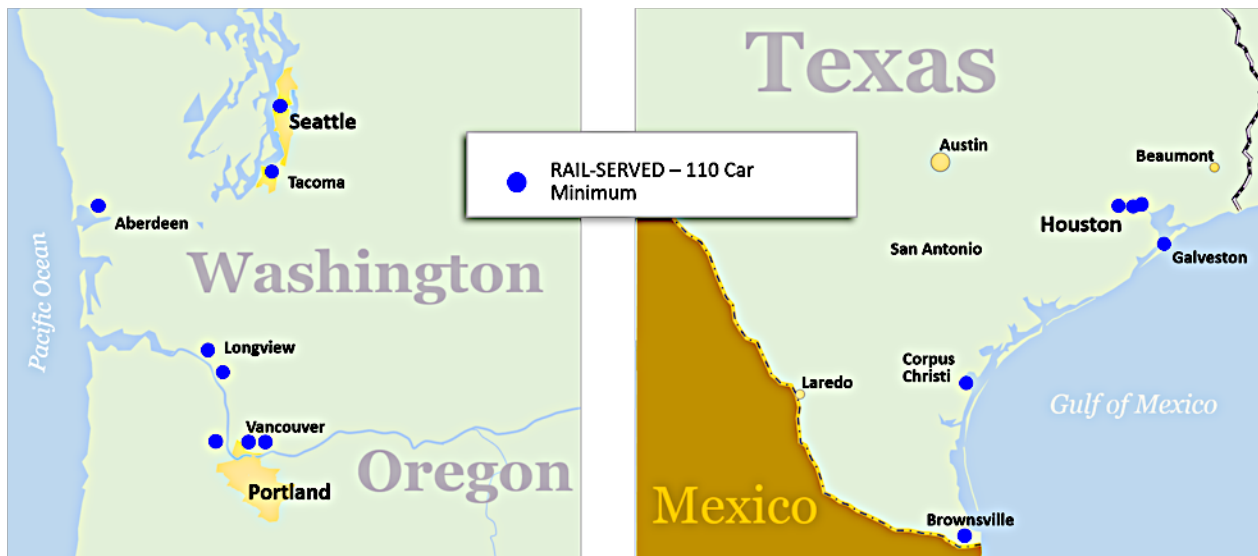 Seattle
Tacoma
Aberdeen
Washington
Pacific Ocean
Longview
Vancouver
Oregon
Portland
RAIL-SERVED – 110 Car
Minimum
Texas
Austin
Beaumont
Houston
San Antonio
Galveston
Corpus
Christi
Laredo
Gulf of Mexico
Mexico
Brownsville